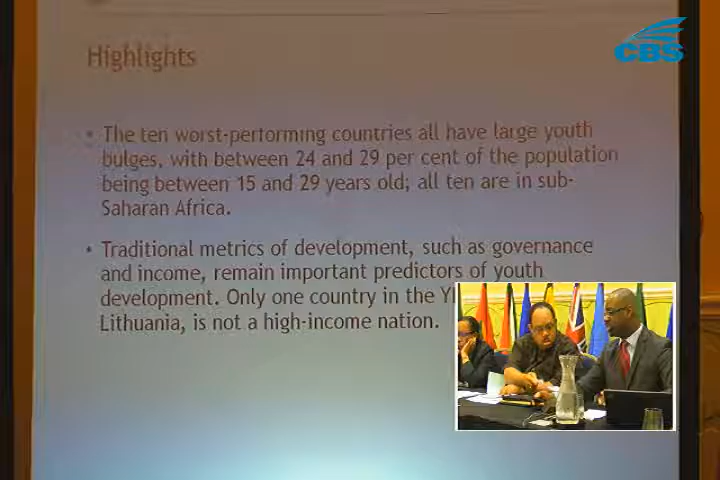 CBS
Highlights
• The ten worst-performing countries all have large youth
bulges, with between 24 and 29 per cent of the population
being between 15 and 29 years old; all ten are in sub-
Saharan Africa.
• Traditional metrics of development, such as governance
and income, remain important predictors of youth
development. Only one country in the
Lithuania, is not a high-income nation.